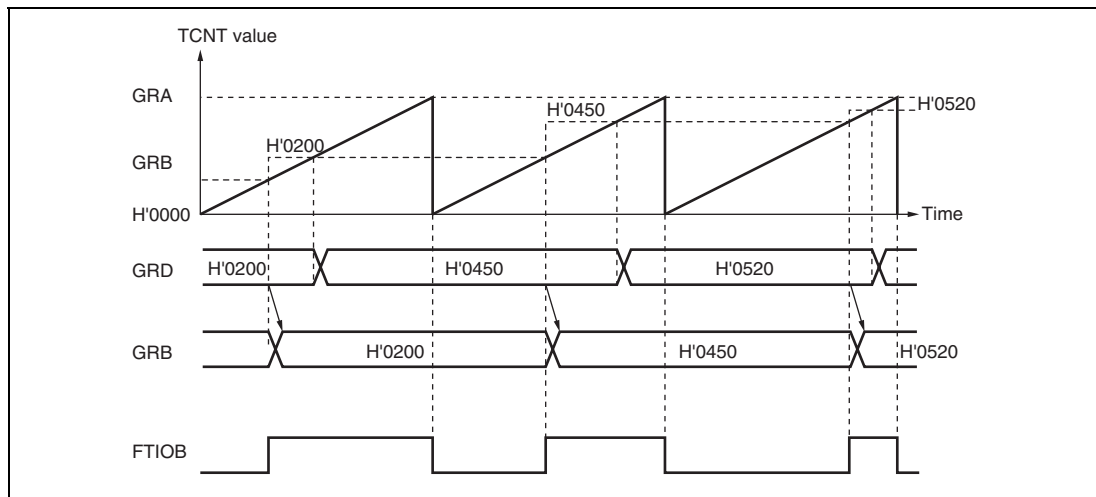 TCNT value
GRA
H'0450
H'0520
H'0200
GRB
H'0000
Time
GRD
H'0200
H'0450
H'0520
GRB
H'0200
H'0450
H'0520
FTIOB